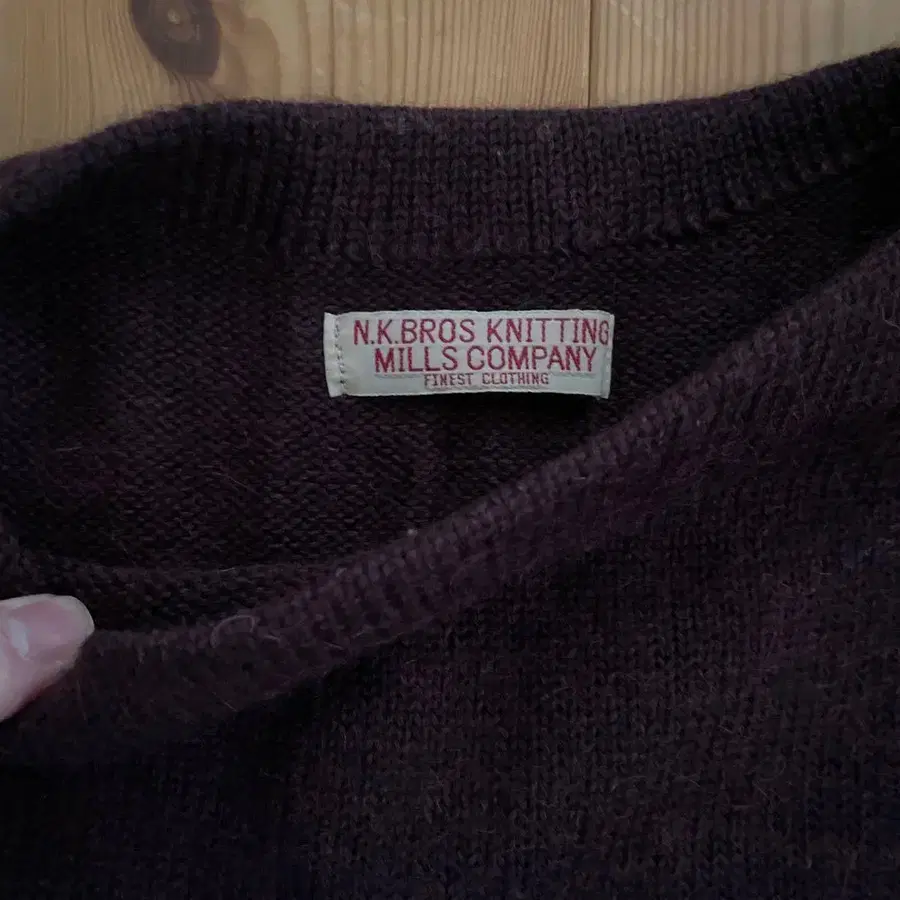 N.K.BROS KNITTING
MILLS COMPANY
FINEST CLOTHING